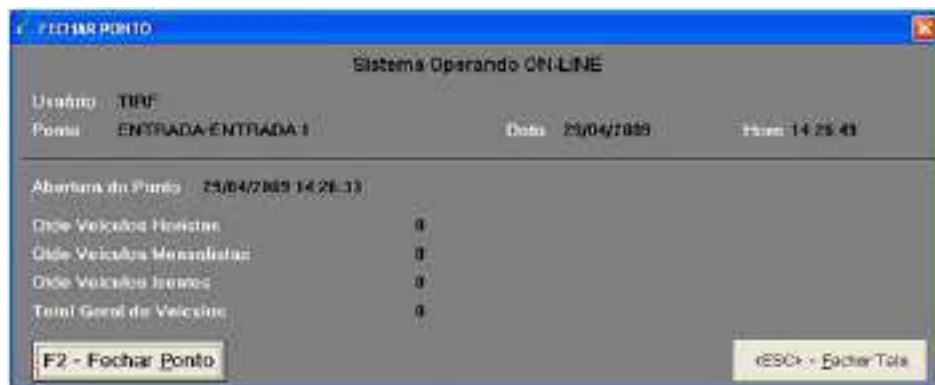 FECHAR PONTO
Sistema Operando ON-LINE
Usuário
Ponto ENTRADA-ENTRADA 1 Data 29/04/2009 Hora 14:26:49
Abertura do Ponto 29/04/2009 14:26:33
Qtde Veículos Horistas 0
Qtde Veículos Mensalistas 0
Qtde Veículos Isentos 0
Total Geral de Veículos 0
F2 - Fechar Ponto <ESC> - Fechar Tela